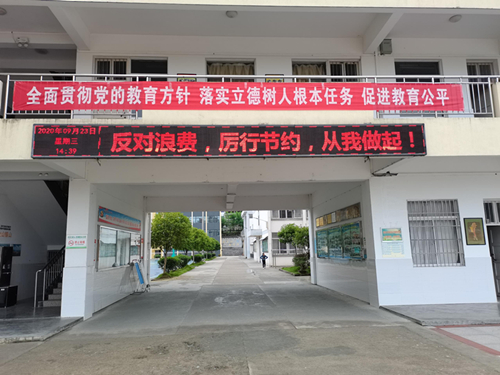 全面贯彻党的教育方针 落实立德树人根本任务 促进教育公平
2020年09月23日
星期三
14:39
反对浪费，厉行节约，从我做起！